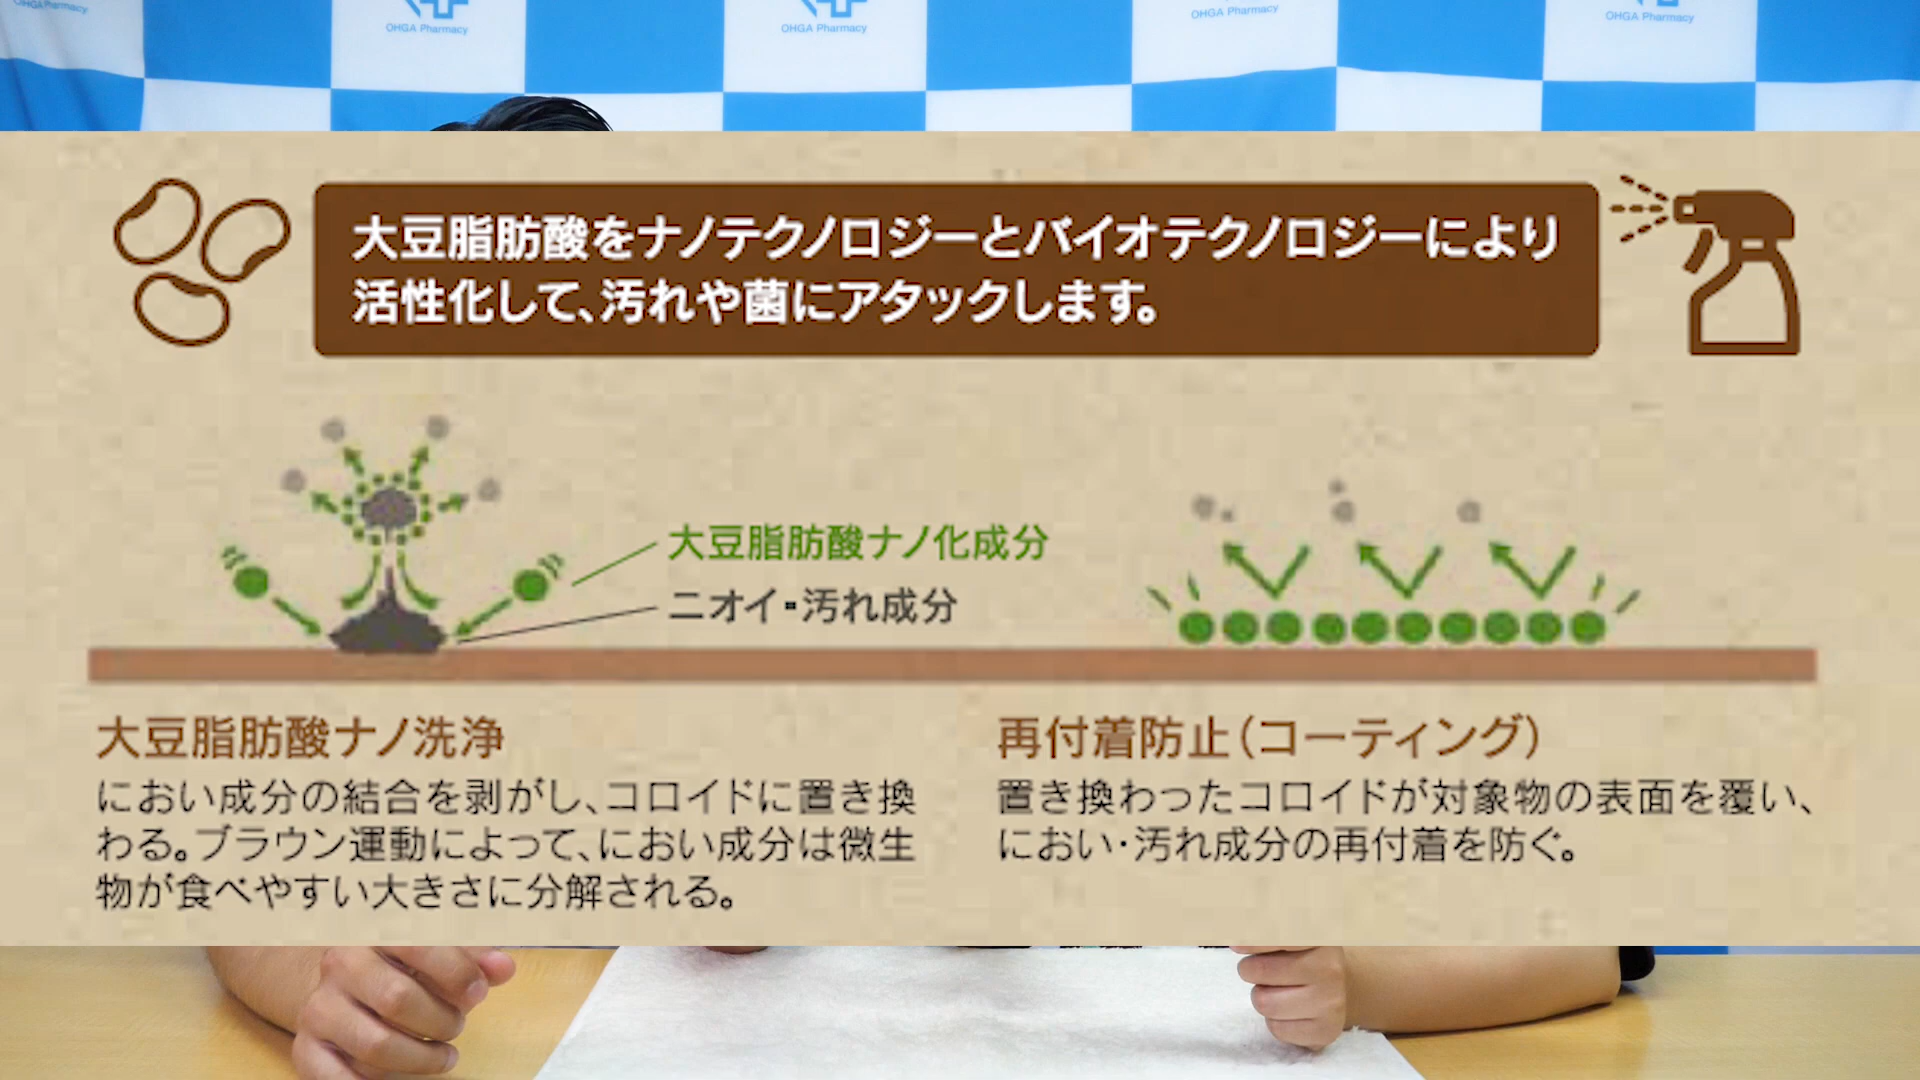 OHGA Pharmacy
OHGA Pharmacy
OHGA Pharmacy
OHGA Pharmacy
OHGA Pharmacy
大豆脂肪酸をナノテクノロジーとバイオテクノロジーにより
活性化して、汚れや菌にアタックします。
大豆脂肪酸ナノ化成分
ニオイ・汚れ成分
大豆脂肪酸ナノ洗浄
におい成分の結合を剥がし、コロイドに置き換
わる。ブラウン運動によって、におい成分は微生
物が食べやすい大きさに分解される。
再付着防止（コーティング）
置き換わったコロイドが対象物の表面を覆い、
におい・汚れ成分の再付着を防ぐ。